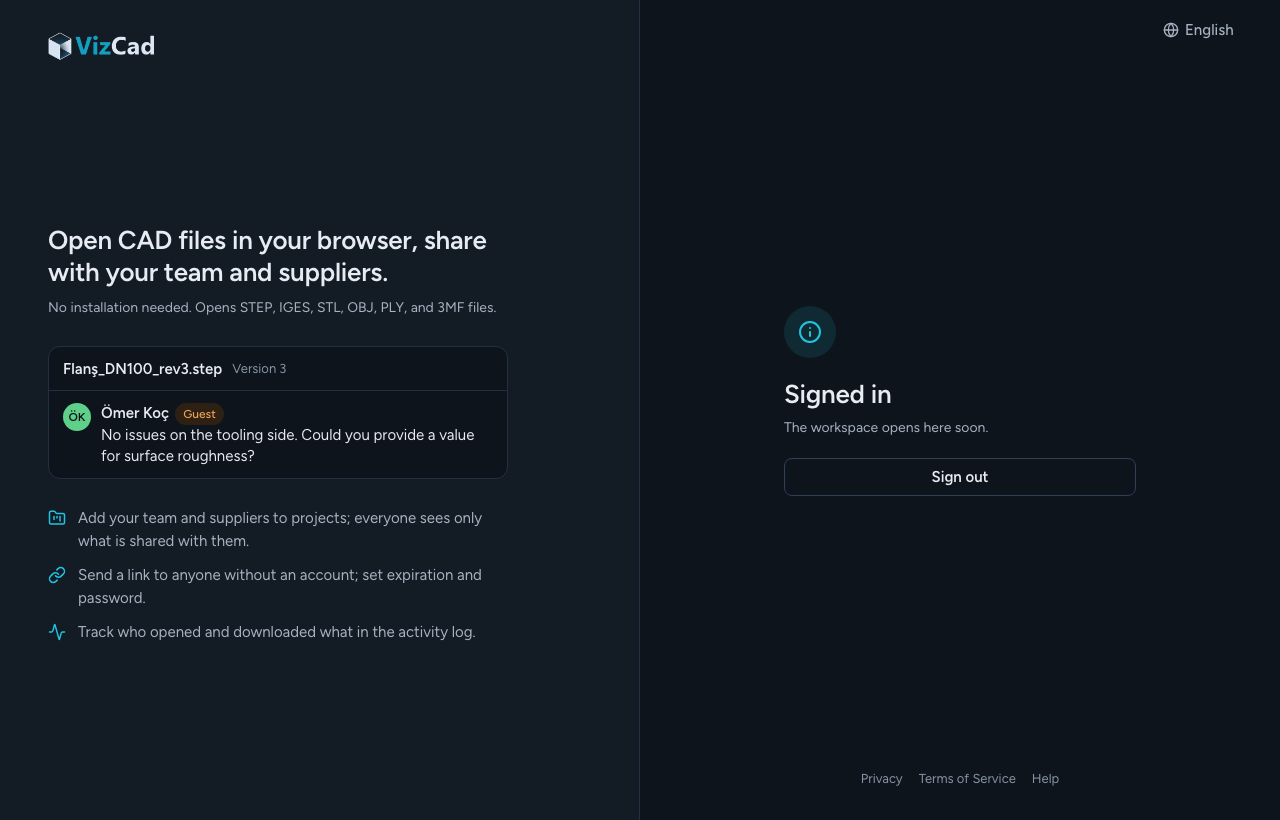 VizCad
English
Open CAD files in your browser, share
with your team and suppliers.
No installation needed. Opens STEP, IGES, STL, OBJ, PLY, and 3MF files.
Flanş_DN100_rev3.step Version 3
ÖK Ömer Koç Guest
No issues on the tooling side. Could you provide a value
for surface roughness?
Add your team and suppliers to projects; everyone sees only
what is shared with them.
Send a link to anyone without an account; set expiration and
password.
Track who opened and downloaded what in the activity log.
Signed in
The workspace opens here soon.
Sign out
Privacy Terms of Service Help